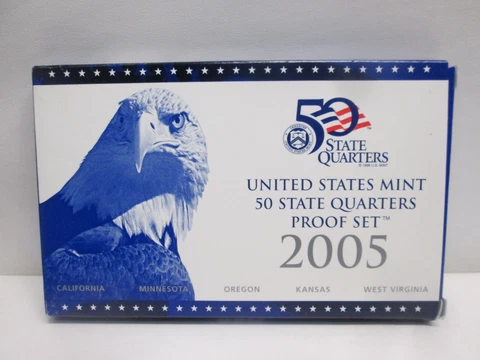 50
STATE
QUARTERS
UNITED STATES MINT
50 STATE QUARTERS
PROOF SET™
2005
CALIFORNIA MINNESOTA OREGON KANSAS WEST VIRGINIA